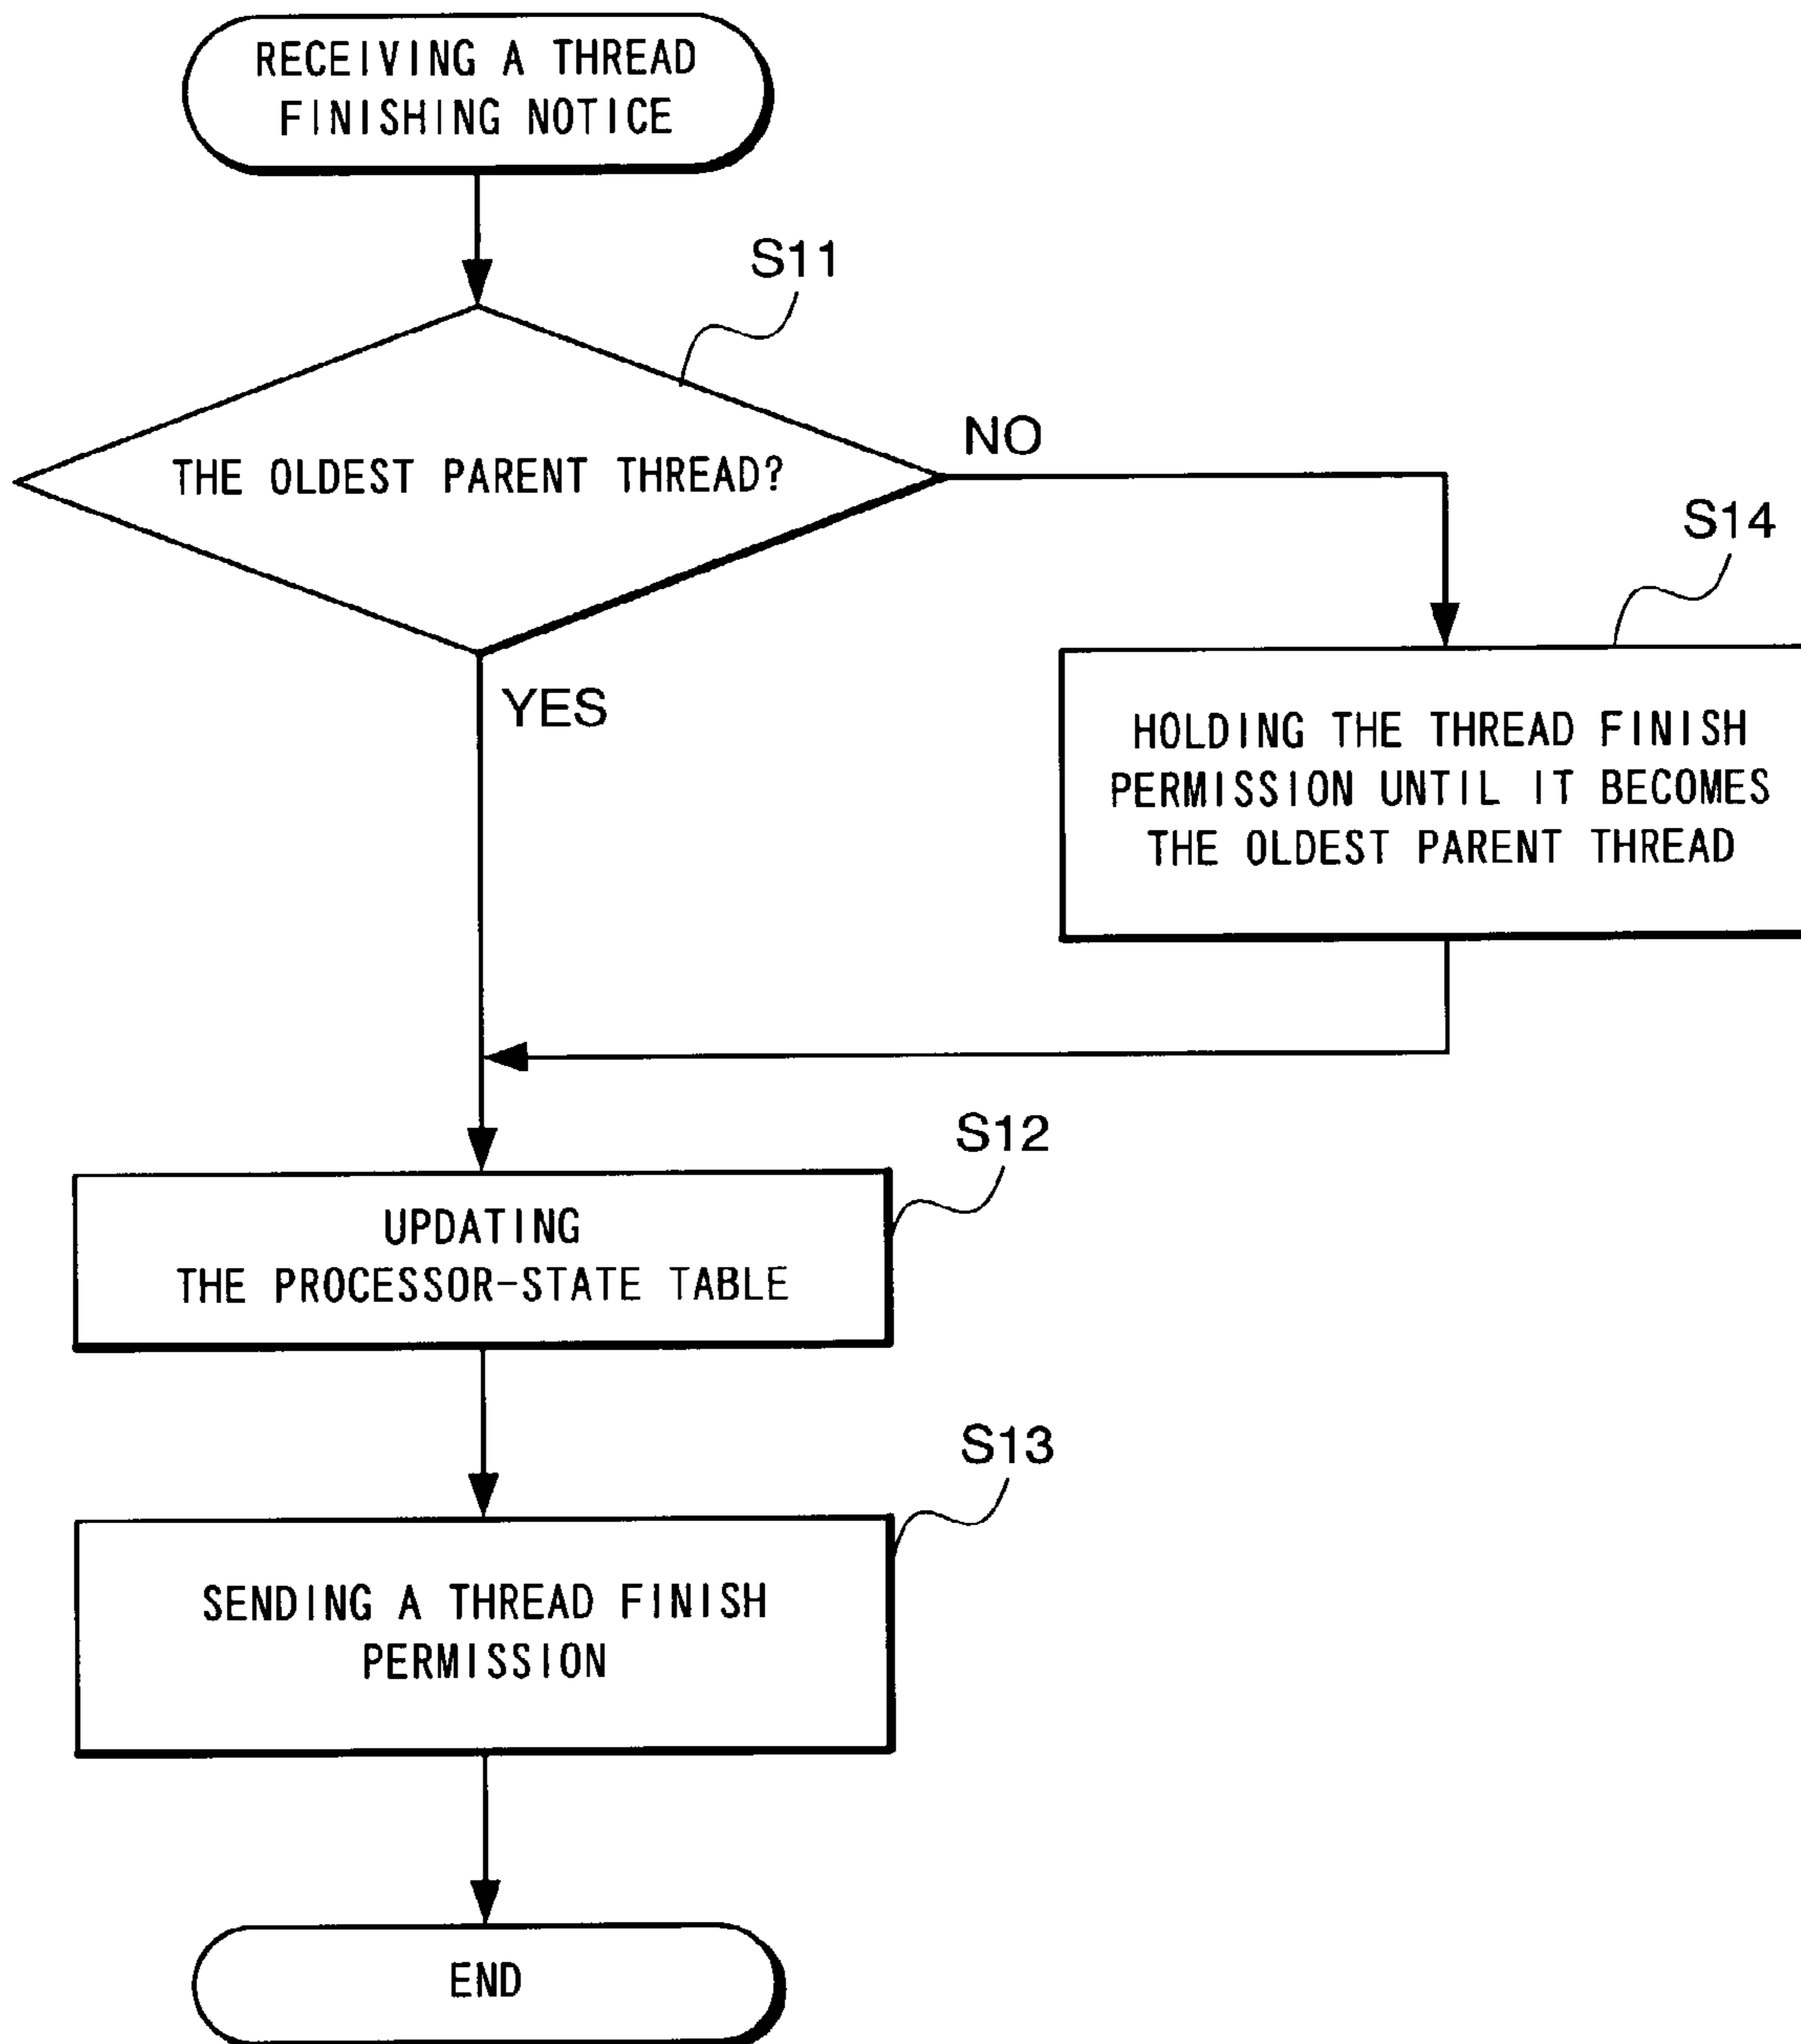 RECEIVING A THREAD
FINISHING NOTICE
S11
THE OLDEST PARENT THREAD?
NO
S14
YES
HOLDING THE THREAD FINISH
PERMISSION UNTIL IT BECOMES
THE OLDEST PARENT THREAD
S12
UPDATING
THE PROCESSOR-STATE TABLE
S13
SENDING A THREAD FINISH
PERMISSION
END